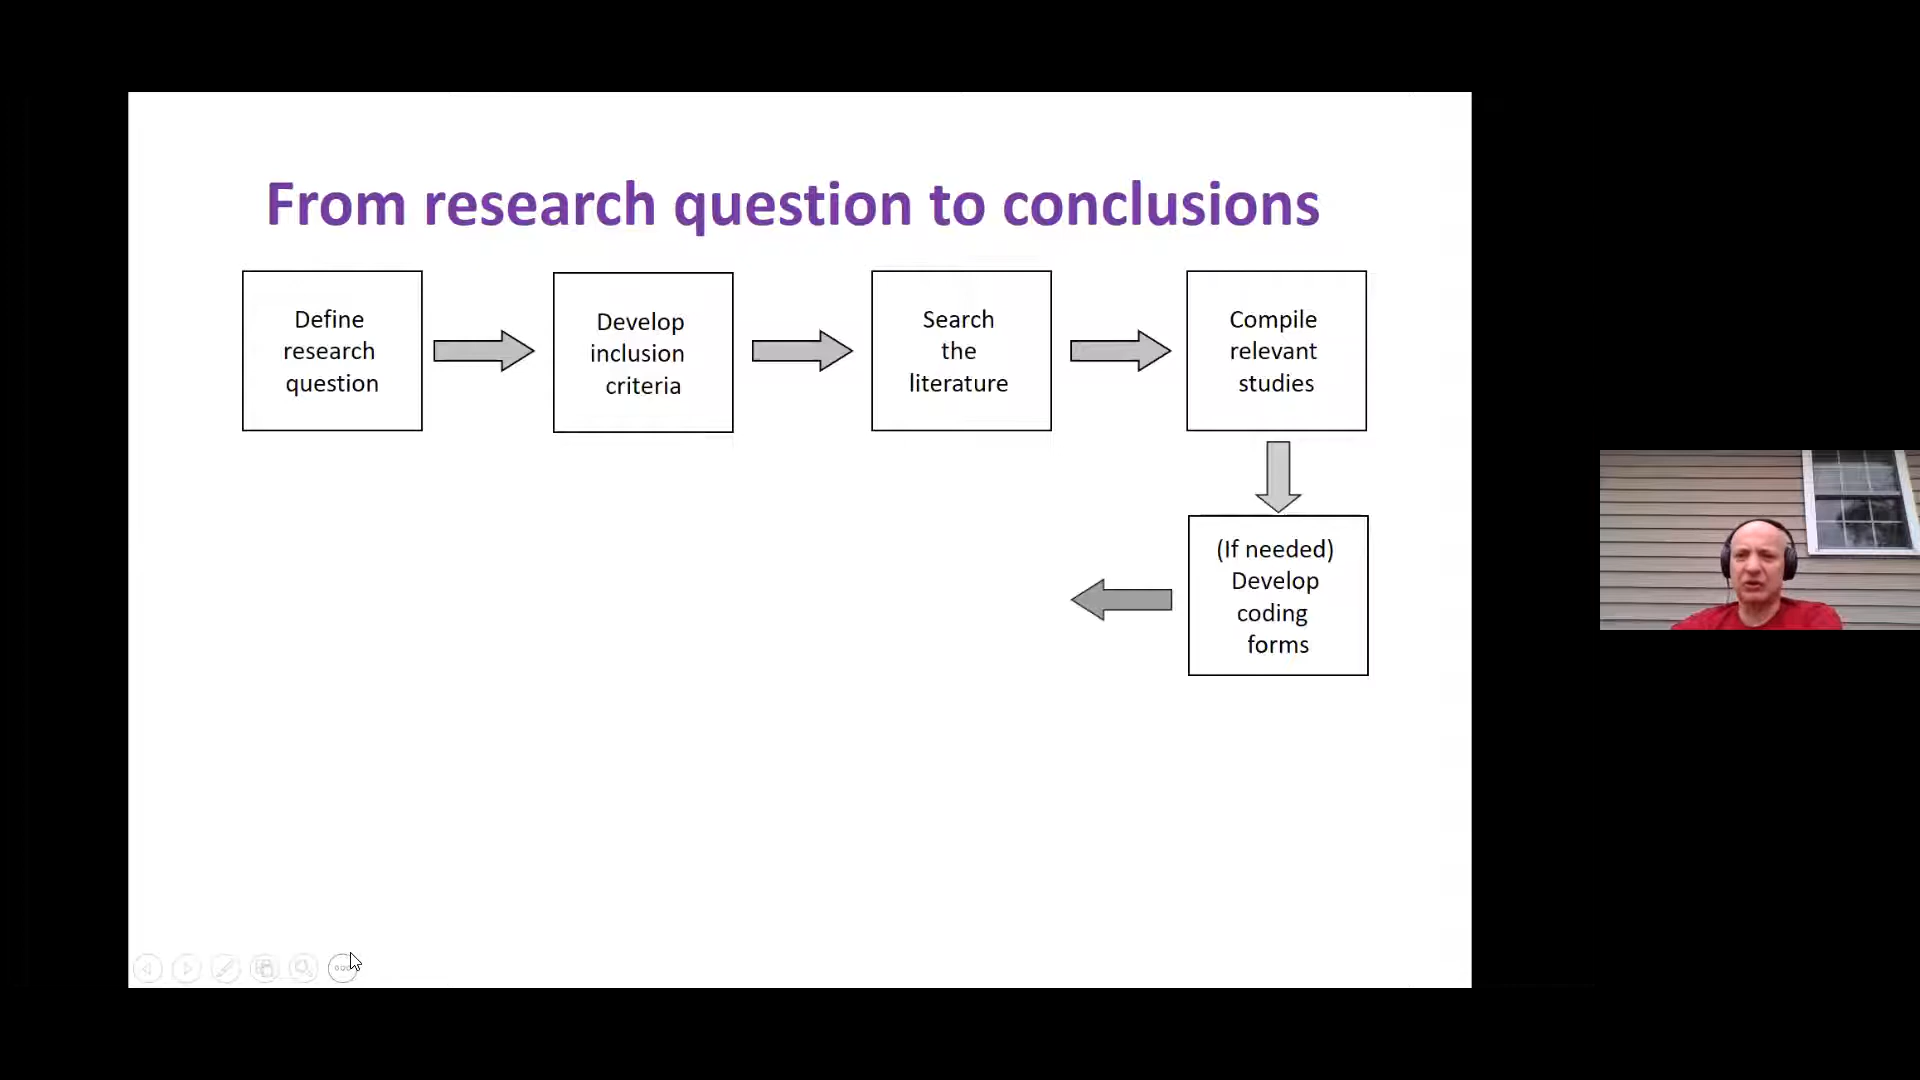 From research question to conclusions
Define
research
question
Develop
inclusion
criteria
Search
the
literature
Compile
relevant
studies
(If needed)
Develop
coding
forms